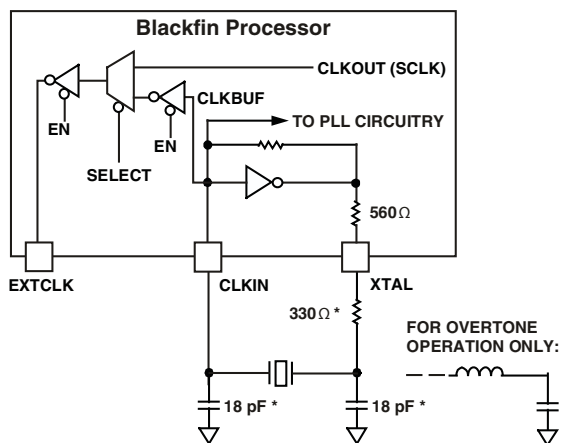 Blackfin Processor
CLKOUT (SCLK)
CLKBUF
TO PLL CIRCUITRY
EN
EN
SELECT
560Ω
EXTCLK
CLKIN
XTAL
330Ω *
FOR OVERTONE
OPERATION ONLY:
18 pF *
18 pF *